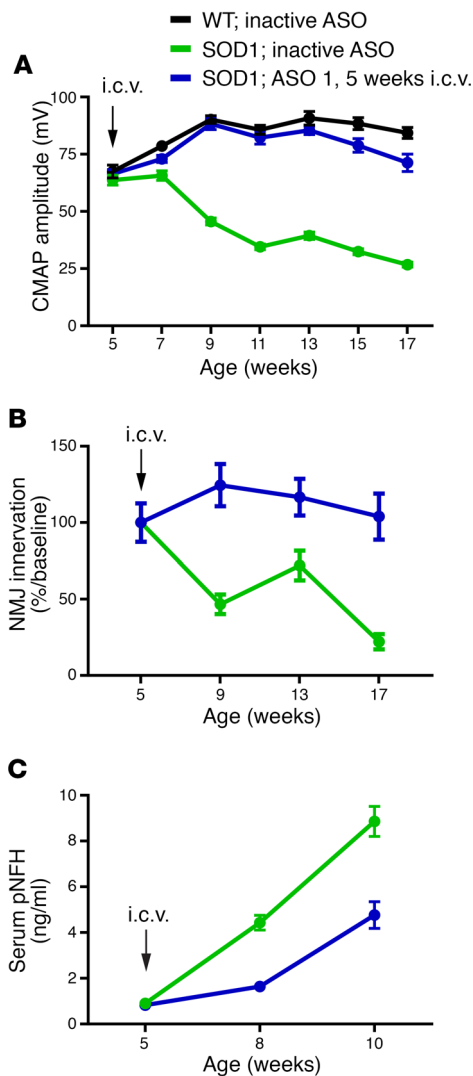 WT; inactive ASO
SOD1; inactive ASO
SOD1; ASO 1, 5 weeks i.c.v.
A
i.c.v.
CMAP amplitude (mV)
100
75
50
25
0
5 7 9 11 13 15 17
Age (weeks)
B
i.c.v.
NMJ innervation
(%/baseline)
150
100
50
0
5 9 13 17
Age (weeks)
C
i.c.v.
Serum pNFH
(ng/ml)
10
8
6
4
2
0
5 8 10
Age (weeks)